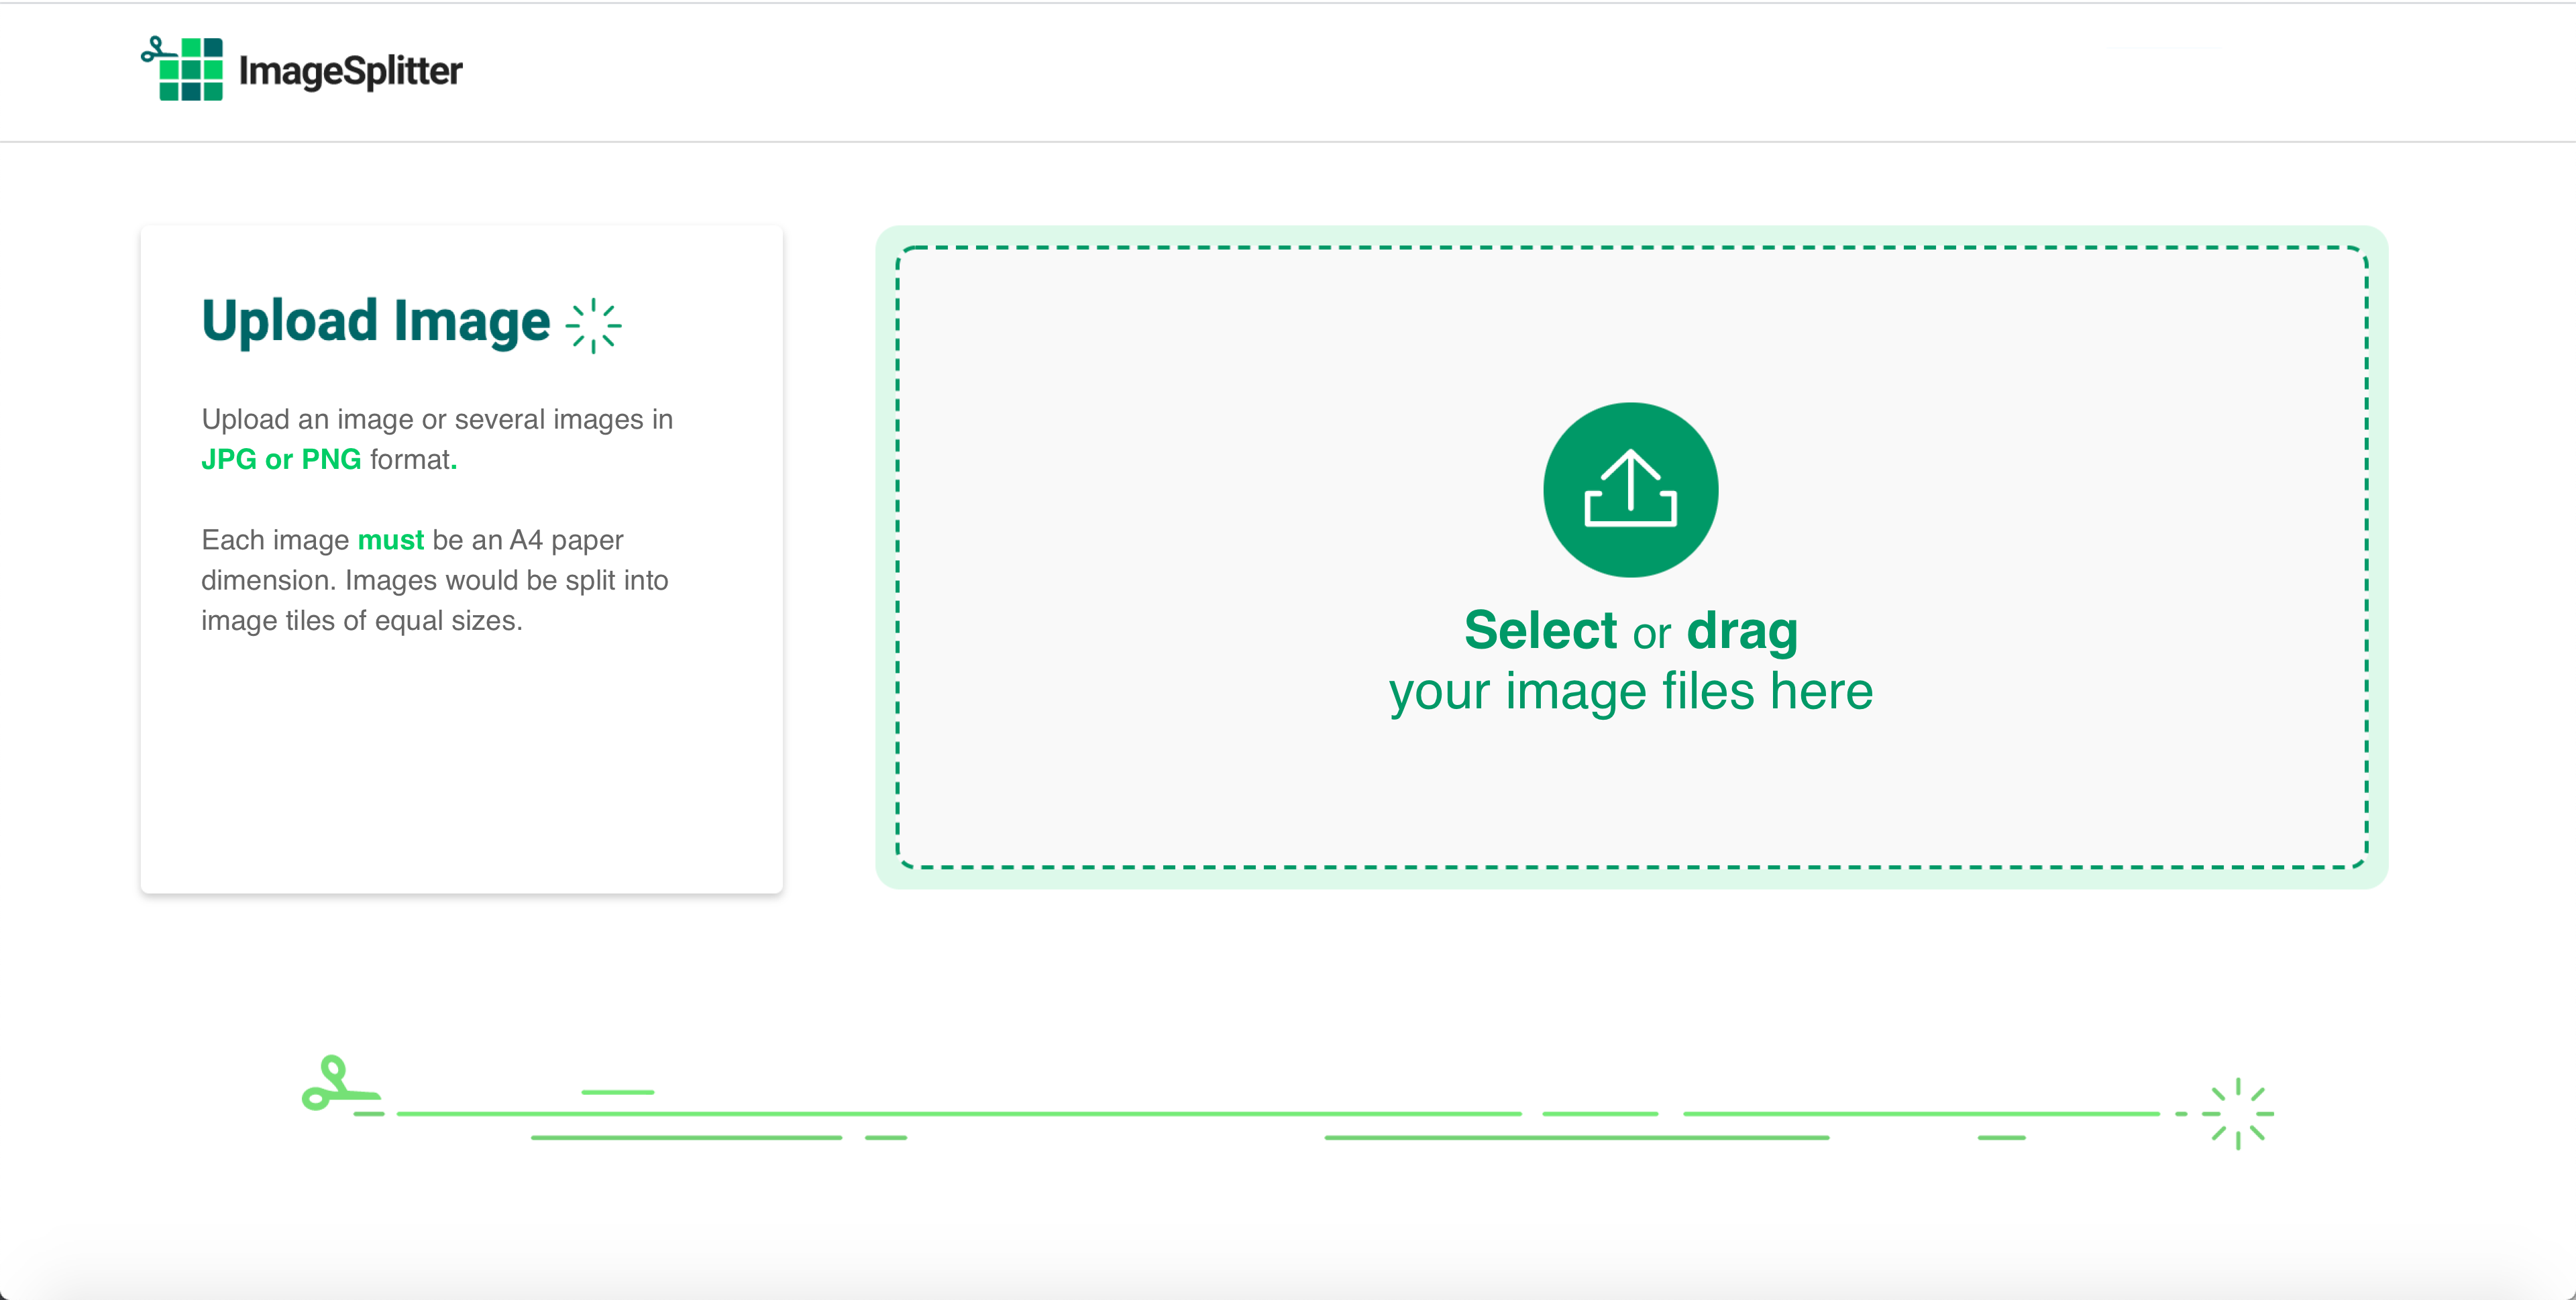 ImageSplitter
Upload Image
Upload an image or several images in
JPG or PNG format.
Each image must be an A4 paper
dimension. Images would be split into
image tiles of equal sizes.
Select or drag
your image files here